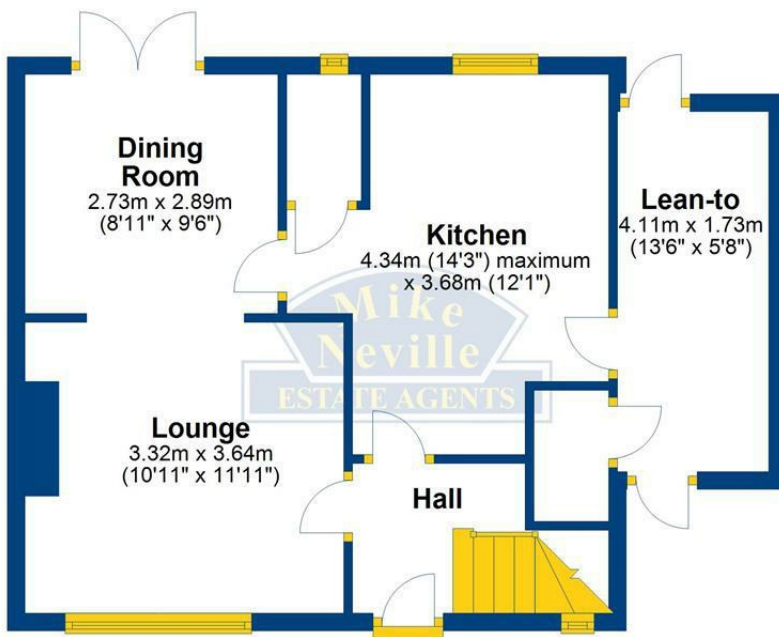 Dining
Room
2.73m x 2.89m
(8'11" x 9'6")
Kitchen
4.34m (14'3") maximum
x 3.68m (12'1")
Lean-to
4.11m x 1.73m
(13'6" x 5'8")
Mike
Neville
ESTATE AGENTS
Lounge
3.32m x 3.64m
(10'11" x 11'11")
Hall